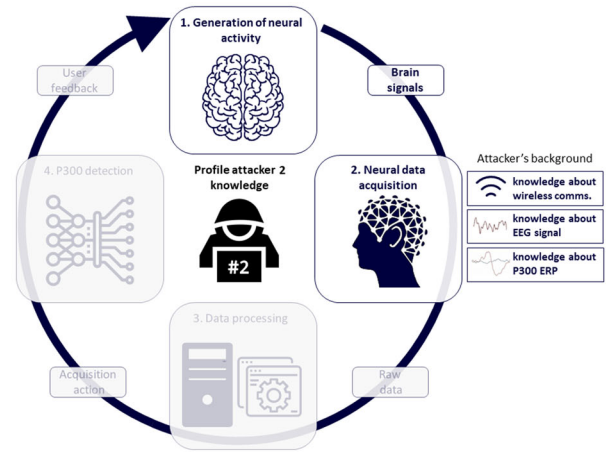 1. Generation of neural
activity
User
feedback
Brain
signals
4. P300 detection
Profile attacker 2
knowledge
#2
2. Neural data
acquisition
Attacker's background
knowledge about
wireless comms.
knowledge about
EEG signal
knowledge about
P300 ERP
3. Data processing
Acquisition
action
Raw
data